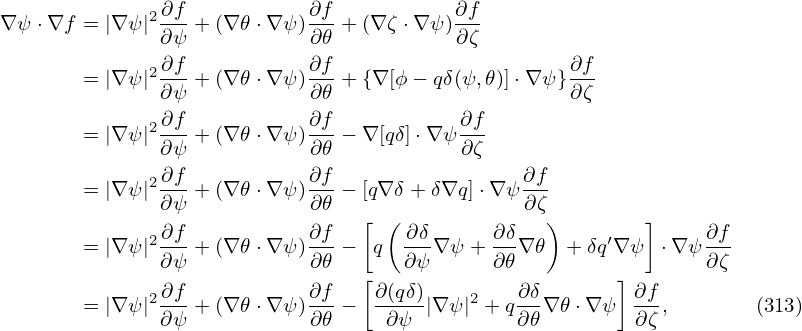 ∇ψ · ∇f = |∇ψ|² ∂f/∂ψ + (∇θ · ∇ψ) ∂f/∂θ + (∇ζ · ∇ψ) ∂f/∂ζ
= |∇ψ|² ∂f/∂ψ + (∇θ · ∇ψ) ∂f/∂θ + {∇[ϕ − qδ(ψ, θ)] · ∇ψ} ∂f/∂ζ
= |∇ψ|² ∂f/∂ψ + (∇θ · ∇ψ) ∂f/∂θ − ∇[qδ] · ∇ψ ∂f/∂ζ
= |∇ψ|² ∂f/∂ψ + (∇θ · ∇ψ) ∂f/∂θ − [q∇δ + δ∇q] · ∇ψ ∂f/∂ζ
= |∇ψ|² ∂f/∂ψ + (∇θ · ∇ψ) ∂f/∂θ − [q (∂δ/∂ψ ∇ψ + ∂δ/∂θ ∇θ) + δq′∇ψ] · ∇ψ ∂f/∂ζ
= |∇ψ|² ∂f/∂ψ + (∇θ · ∇ψ) ∂f/∂θ − [∂(qδ)/∂ψ |∇ψ|² + q ∂δ/∂θ ∇θ · ∇ψ] ∂f/∂ζ, (313)